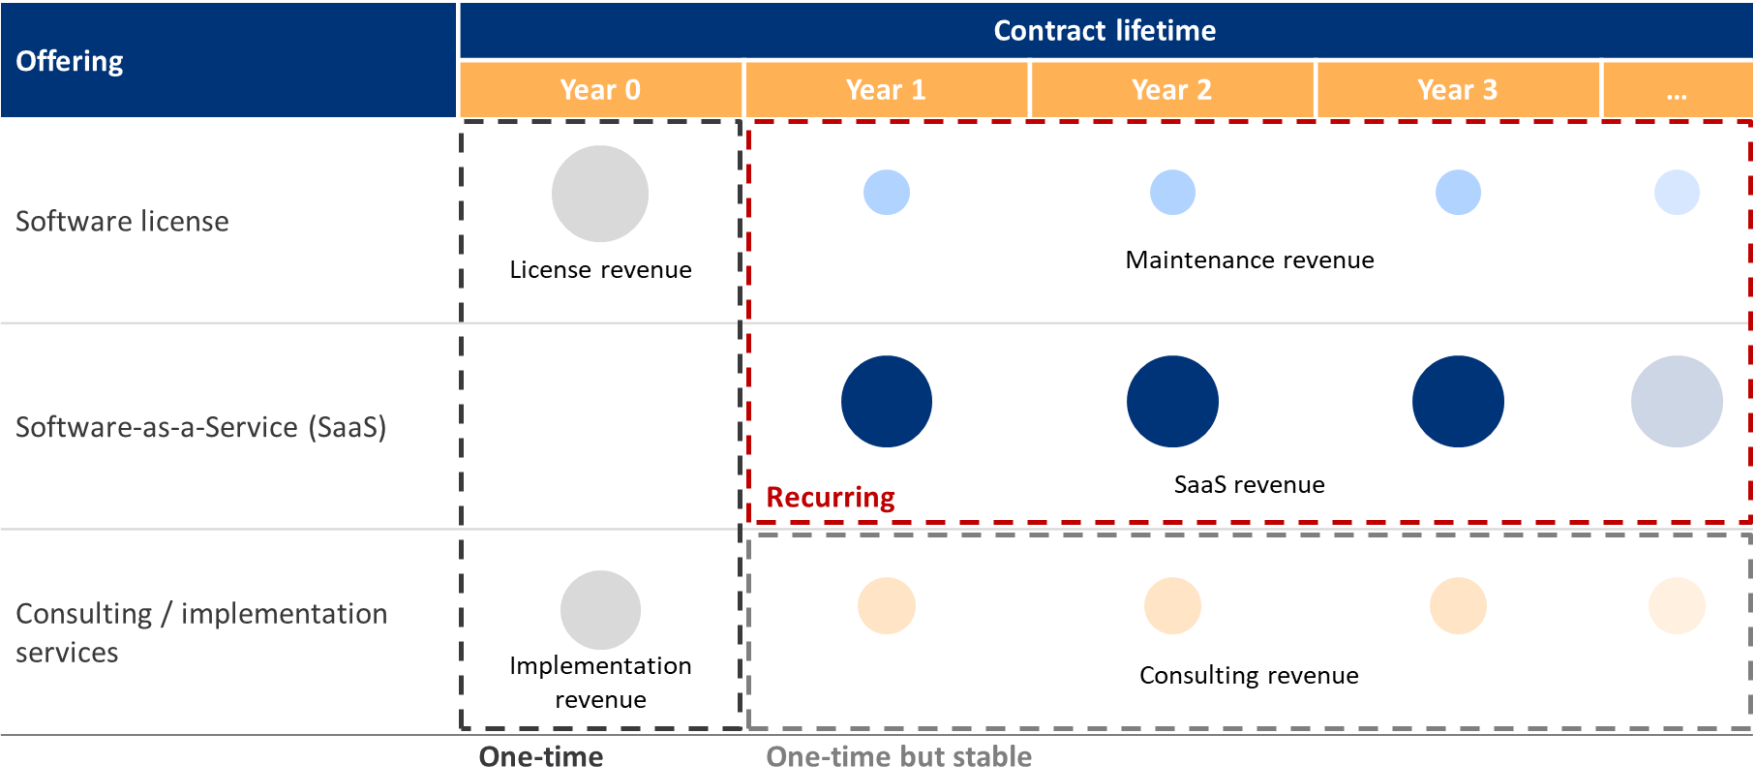 Offering
Contract lifetime
Year 0
Year 1
Year 2
Year 3
...
Software license
License revenue
Maintenance revenue
Software-as-a-Service (SaaS)
SaaS revenue
Recurring
Consulting / implementation
services
Implementation
revenue
Consulting revenue
One-time
One-time but stable